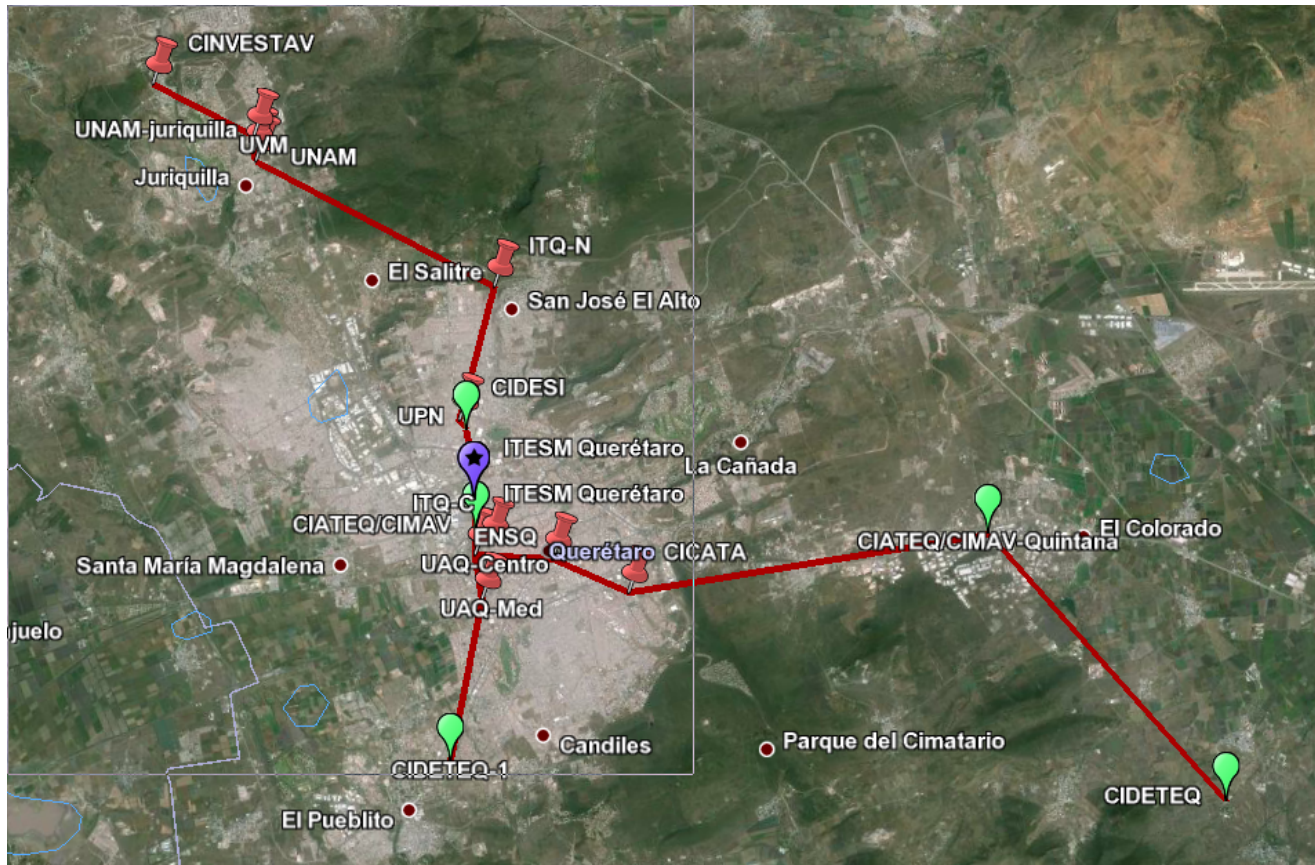 CINVESTAV
UNAM-juriquilla
UVM
UNAM
Juriquilla
ITQ-N
El Salitre
San José El Alto
CIDESI
UPN
ITESM Querétaro
La Cañada
ITESM Querétaro
ITQ-C
CIATEQ/CIMAV
ENSQ
El Colorado
CIATEQ/CIMAV-Quintana
Querétaro
CICATA
UAQ-Centro
Santa María Magdalena
UAQ-Med
juelo
Candiles
Parque del Cimatario
CIDETEQ-1
CIDETEQ
El Pueblito